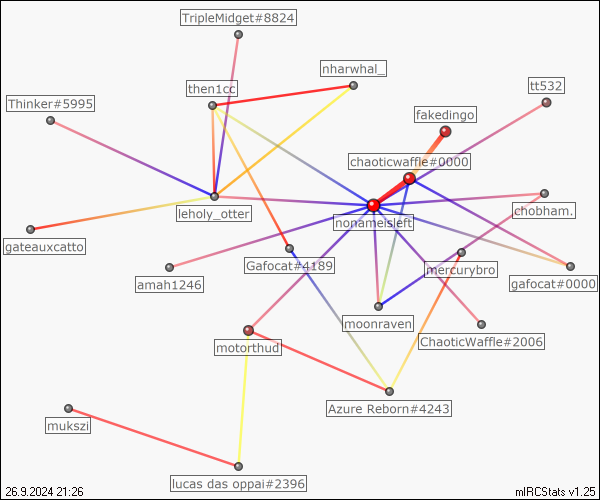 TripleMidget#8824
nharwhal_
then1cc
tt532
Thinker#5995
fakedingo
chaoticwaffle#0000
leholy_otter
chobham.
nonameisleft
gateauxcatto
Gafocat#4189
mercurybro
amah1246
gafocat#0000
moonraven
ChaoticWaffle#2006
motorthud
Azure Reborn#4243
mukszi
lucas das oppai#2396
26.9.2024 21:26
mIRCStats v1.25